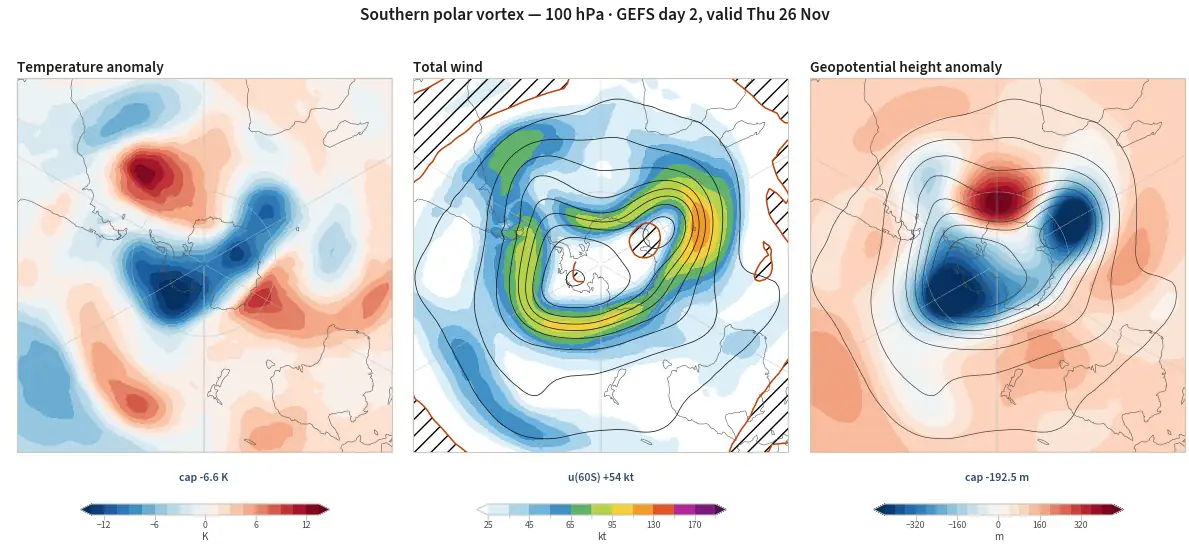 Southern polar vortex — 100 hPa · GEFS day 2, valid Thu 26 Nov
Temperature anomaly
Total wind
Geopotential height anomaly
cap -6.6 K
u(60S) +54 kt
cap -192.5 m
−12 −6 0 6 12
K
25 45 65 95 130 170
kt
−320 −160 0 160 320
m